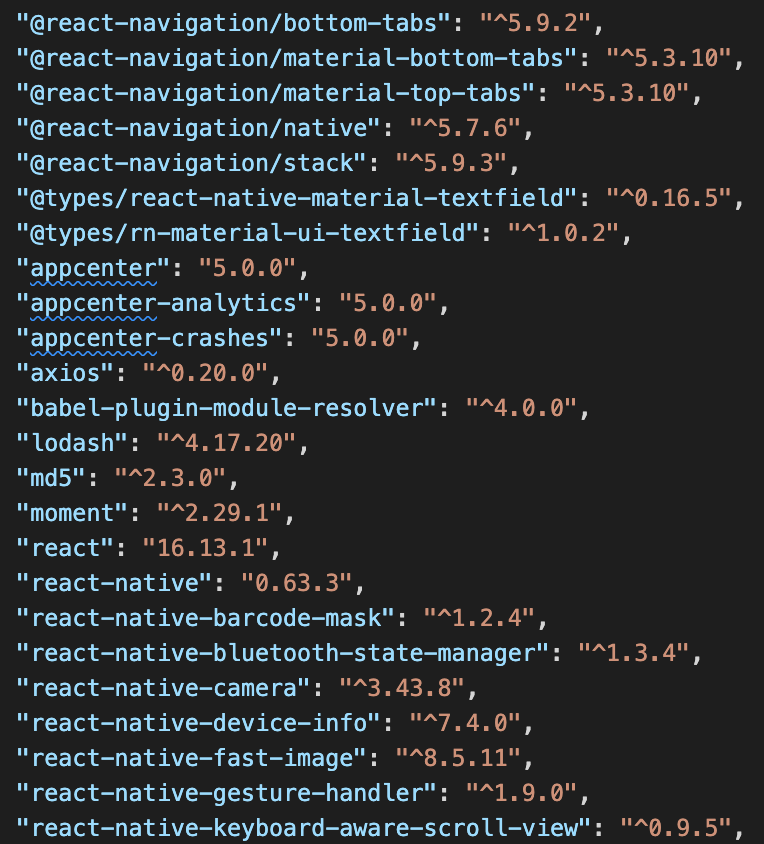 "@react-navigation/bottom-tabs": "^5.9.2",
"@react-navigation/material-bottom-tabs": "^5.3.10",
"@react-navigation/material-top-tabs": "^5.3.10",
"@react-navigation/native": "^5.7.6",
"@react-navigation/stack": "^5.9.3",
"@types/react-native-material-textfield": "^0.16.5",
"@types/rn-material-ui-textfield": "^1.0.2",
"appcenter": "5.0.0",
"appcenter-analytics": "5.0.0",
"appcenter-crashes": "5.0.0",
"axios": "^0.20.0",
"babel-plugin-module-resolver": "^4.0.0",
"lodash": "^4.17.20",
"md5": "^2.3.0",
"moment": "^2.29.1",
"react": "16.13.1",
"react-native": "0.63.3",
"react-native-barcode-mask": "^1.2.4",
"react-native-bluetooth-state-manager": "^1.3.4",
"react-native-camera": "^3.43.8",
"react-native-device-info": "^7.4.0",
"react-native-fast-image": "^8.5.11",
"react-native-gesture-handler": "^1.9.0",
"react-native-keyboard-aware-scroll-view": "^0.9.5",